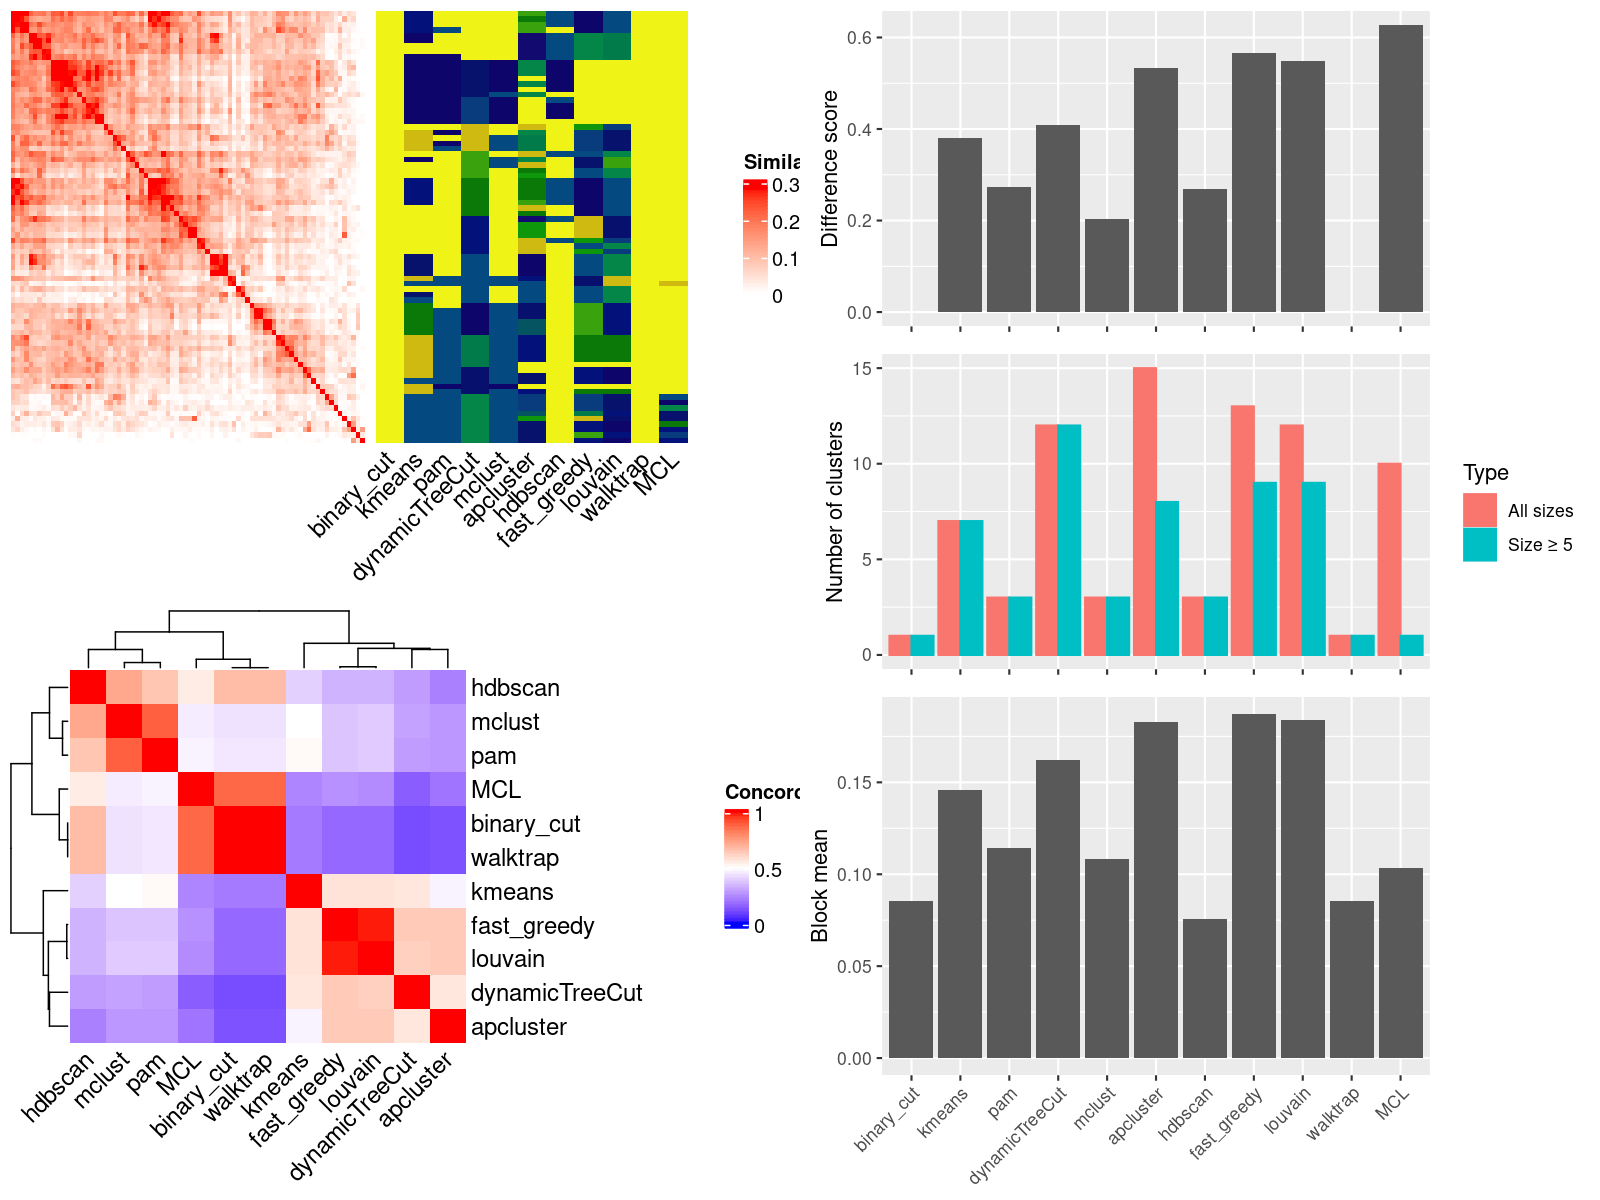 Simila
0.3
0.2
0.1
0
binary_cut
kmeans
pam
dynamicTreeCut
mclust
apcluster
hdbscan
fast_greedy
louvain
walktrap
MCL
hdbscan
mclust
pam
MCL
binary_cut
walktrap
kmeans
fast_greedy
louvain
dynamicTreeCut
apcluster
hdbscan
mclust
pam
MCL
binary_cut
walktrap
kmeans
fast_greedy
louvain
dynamicTreeCut
apcluster
Concord
1
0.5
0
Difference score
0.6
0.4
0.2
0.0
Number of clusters
15
10
5
0
Type
All sizes
Size ≥ 5
Block mean
0.15
0.10
0.05
0.00
binary_cut
kmeans
pam
dynamicTreeCut
mclust
apcluster
hdbscan
fast_greedy
louvain
walktrap
MCL